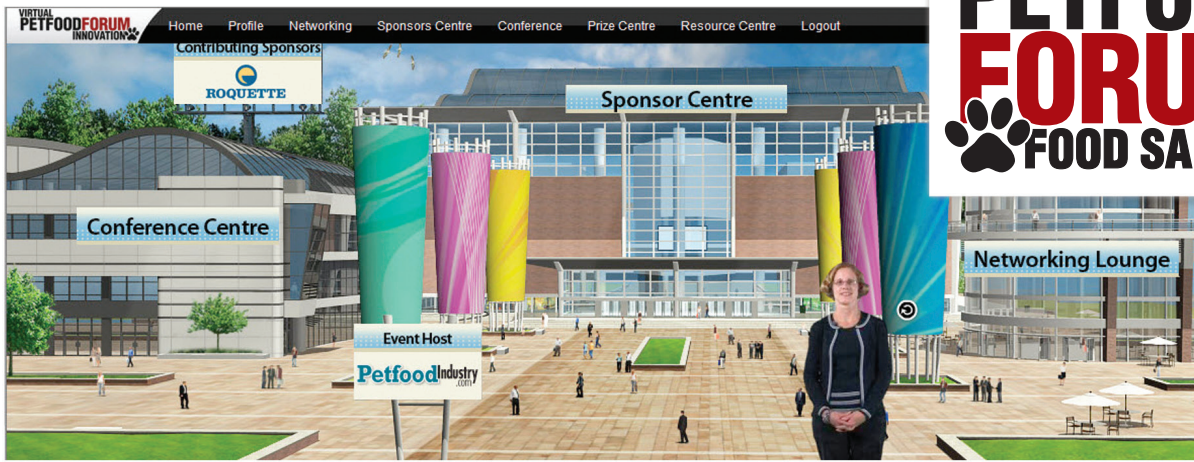 VIRTUAL
PETFOODFORUM
INNOVATION
Home Profile Networking Sponsors Centre Conference Prize Centre Resource Centre Logout
Contributing Sponsors
ROQUETTE
Sponsor Centre
FORU
FOOD SA
Conference Centre
Networking Lounge
Event Host
PetfoodIndustry
.com